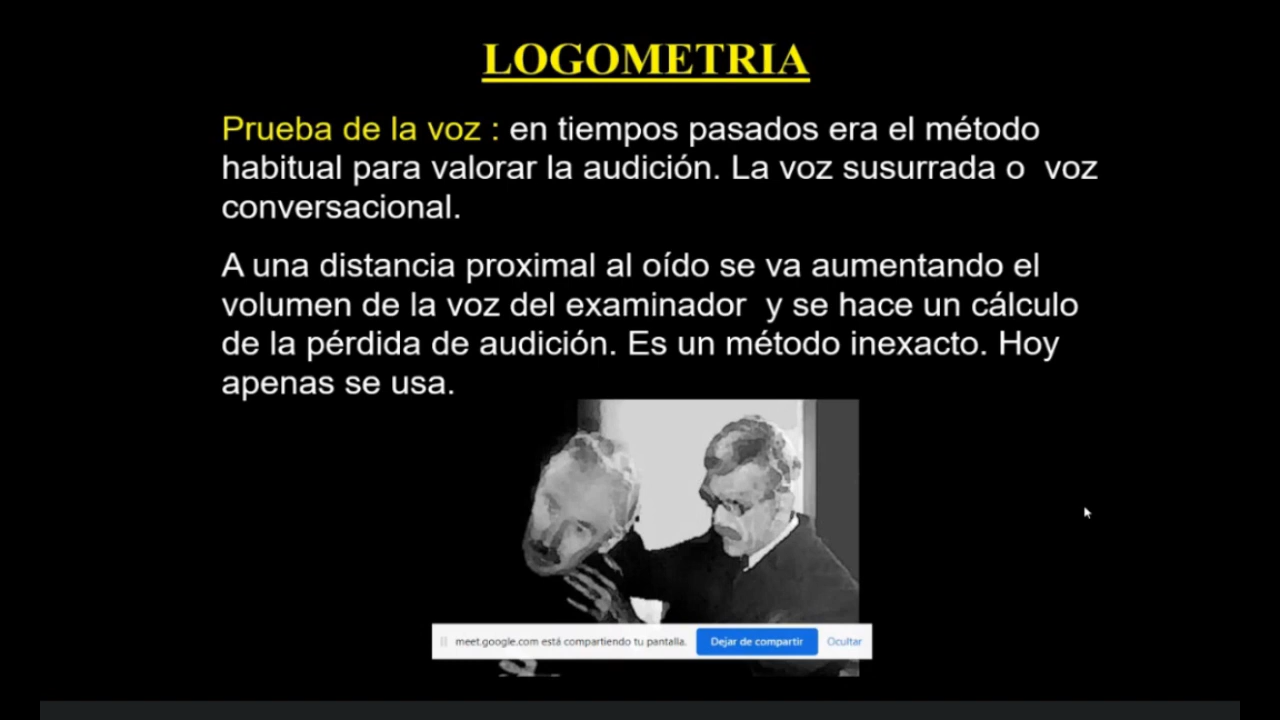 LOGOMETRIA
Prueba de la voz : en tiempos pasados era el método
habitual para valorar la audición. La voz susurrada o voz
conversacional.
A una distancia proximal al oído se va aumentando el
volumen de la voz del examinador y se hace un cálculo
de la pérdida de audición. Es un método inexacto. Hoy
apenas se usa.
meet.google.com está compartiendo tu pantalla. Dejar de compartir Ocultar